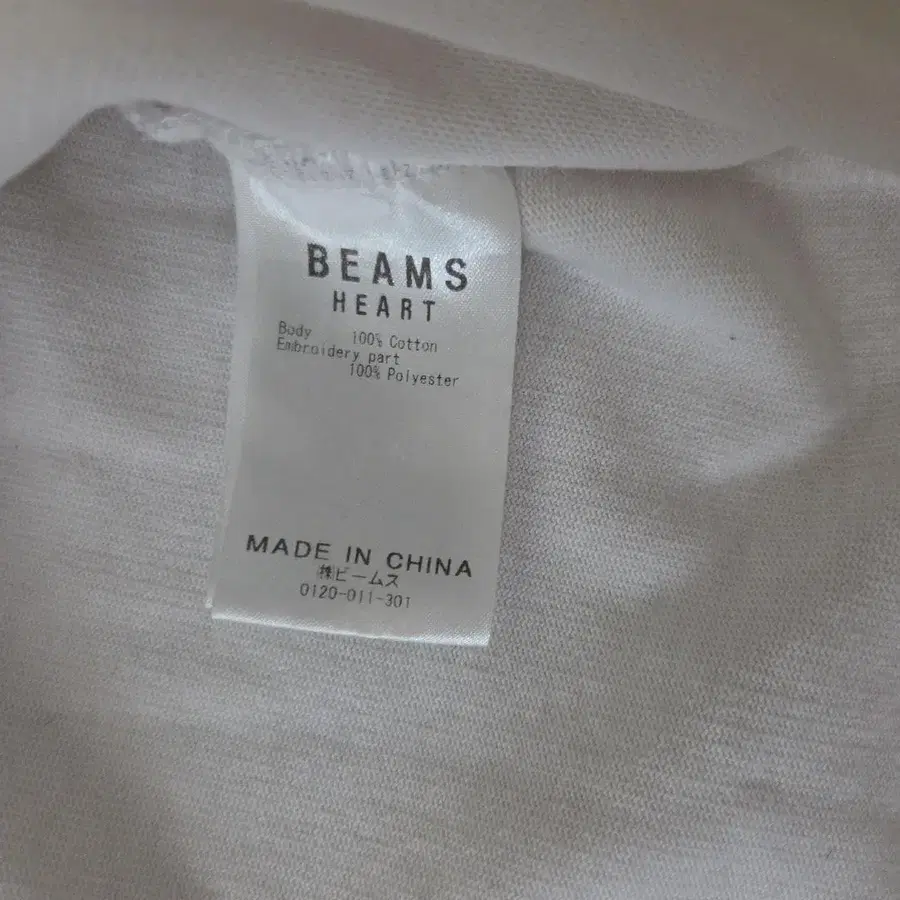 BEAMS
HEART
Body 100% Cotton
Embroidery part
100% Polyester
MADE IN CHINA
㈱ビームス
0120-011-301